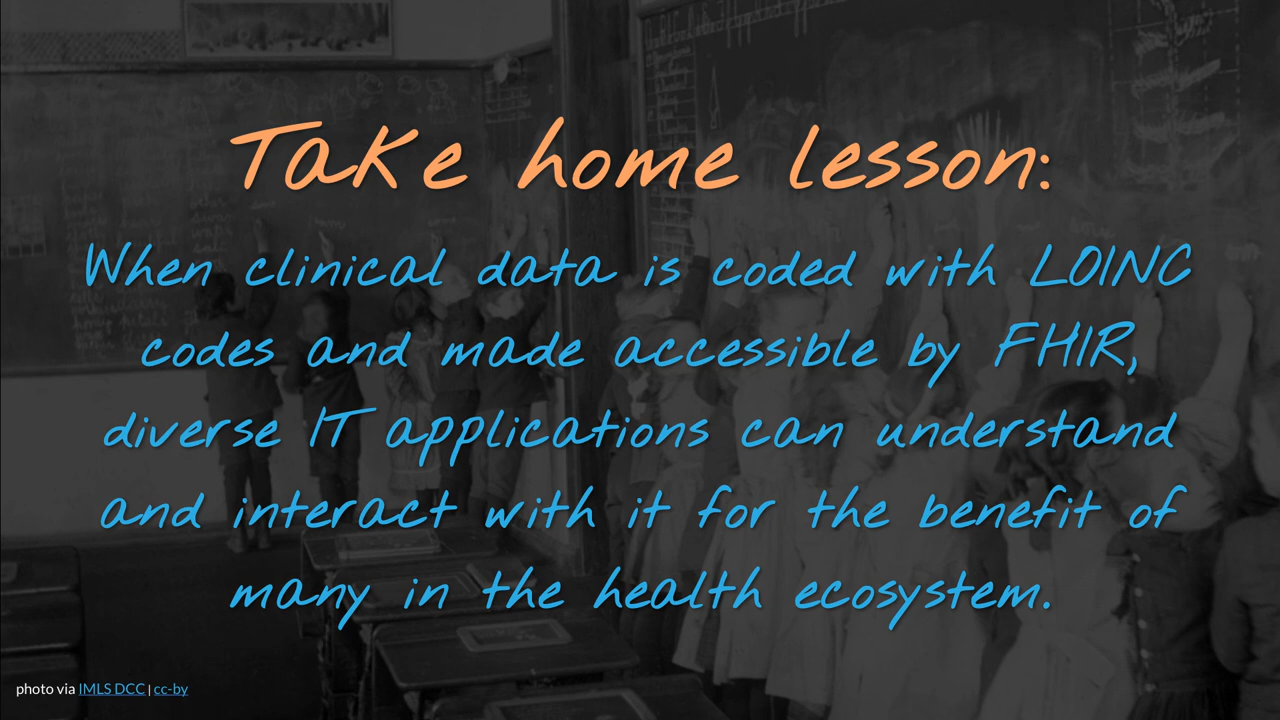 Take home lesson:
When clinical data is coded with LOINC
codes and made accessible by FHIR,
diverse IT applications can understand
and interact with it for the benefit of
many in the health ecosystem.
photo via IMLS DCC | cc-by